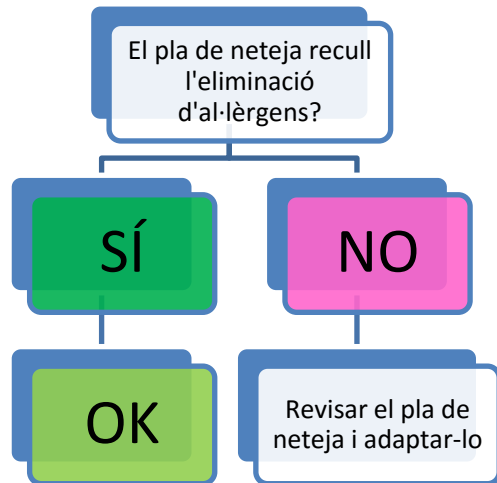 El pla de neteja recull
l'eliminació
d'al·lèrgens?
SÍ
NO
OK
Revisar el pla de
neteja i adaptar-lo